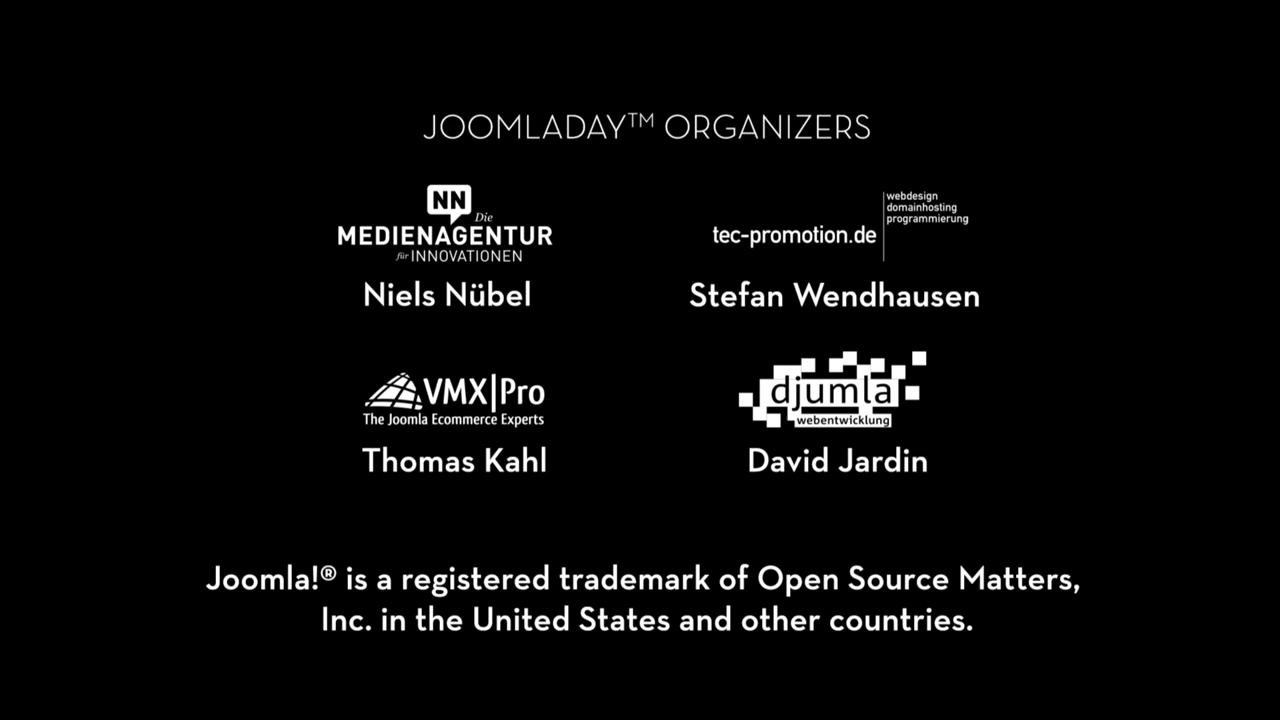 JOOMLADAY™ ORGANIZERS
NN
Die
MEDIENAGENTUR
für INNOVATIONEN
Niels Nübel
webdesign
domainhosting
programmierung
tec-promotion.de
Stefan Wendhausen
VMX|Pro
The Joomla Ecommerce Experts
Thomas Kahl
djumla
webentwicklung
David Jardin
Joomla!® is a registered trademark of Open Source Matters,
Inc. in the United States and other countries.